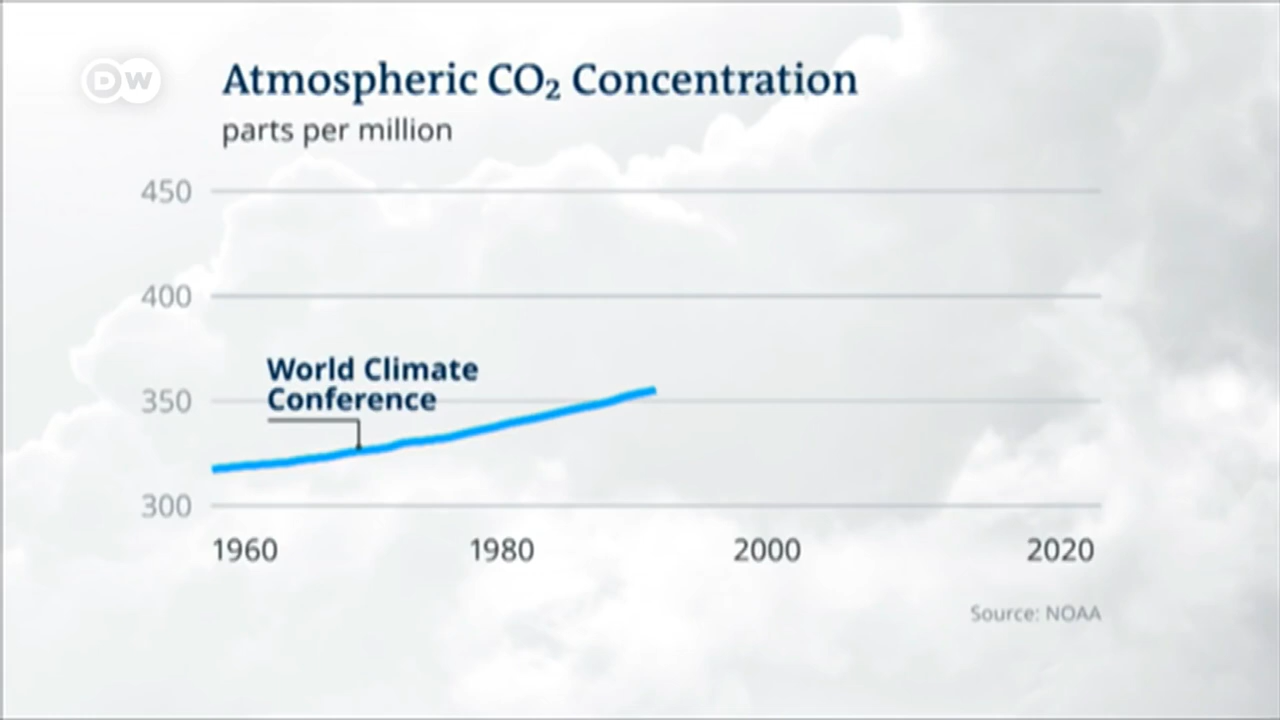 DW
Atmospheric CO₂ Concentration
parts per million
450
400
World Climate
Conference
350
300
1960 1980 2000 2020
Source: NOAA